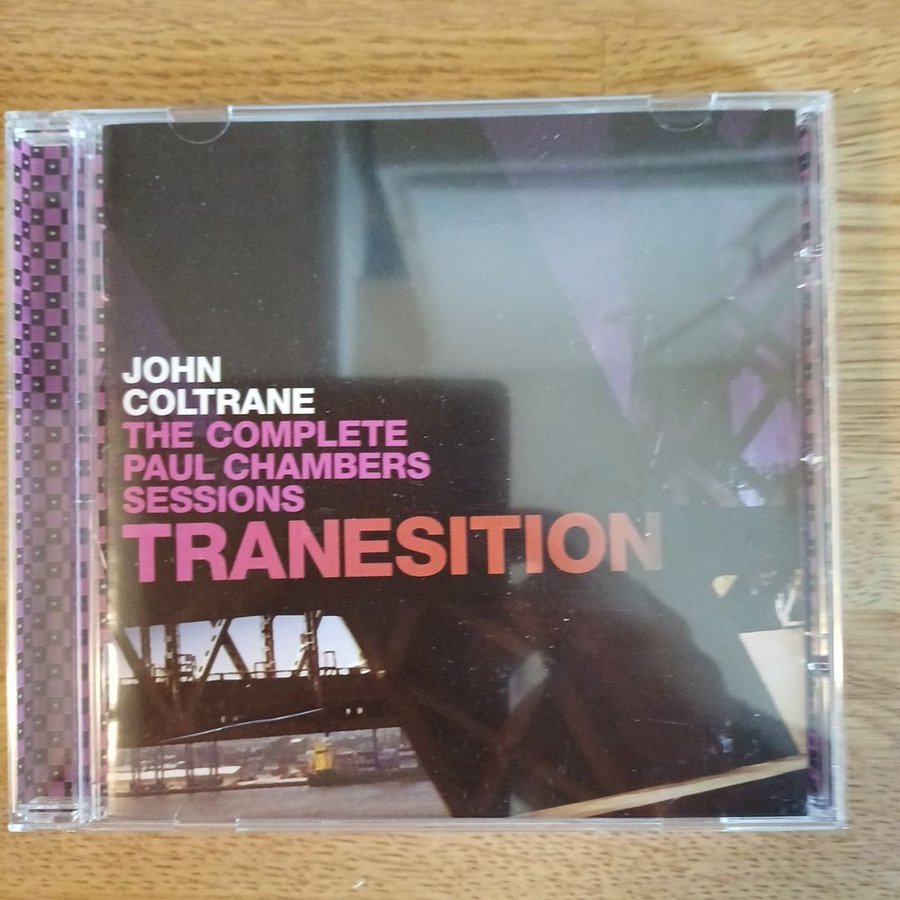 JOHN
COLTRANE
THE COMPLETE
PAUL CHAMBERS
SESSIONS
TRANESITION